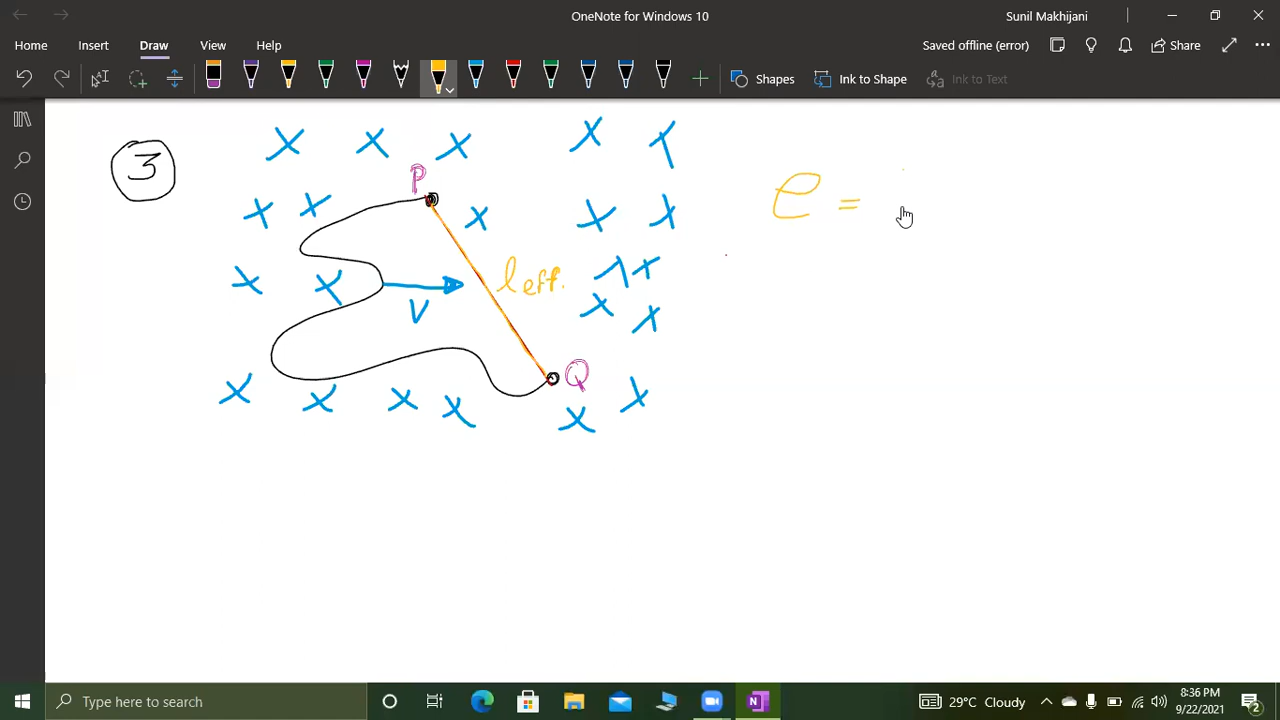 OneNote for Windows 10
Sunil Makhijani
Home Insert Draw View Help
Saved offline (error)
Share
Shapes
Ink to Shape
Ink to Text
3
X X X X X
P
X X X X X
e =
X X X X
l eff.
V
X X
Q
X X X X X X
Type here to search
29°C Cloudy
8:36 PM
9/22/2021
2